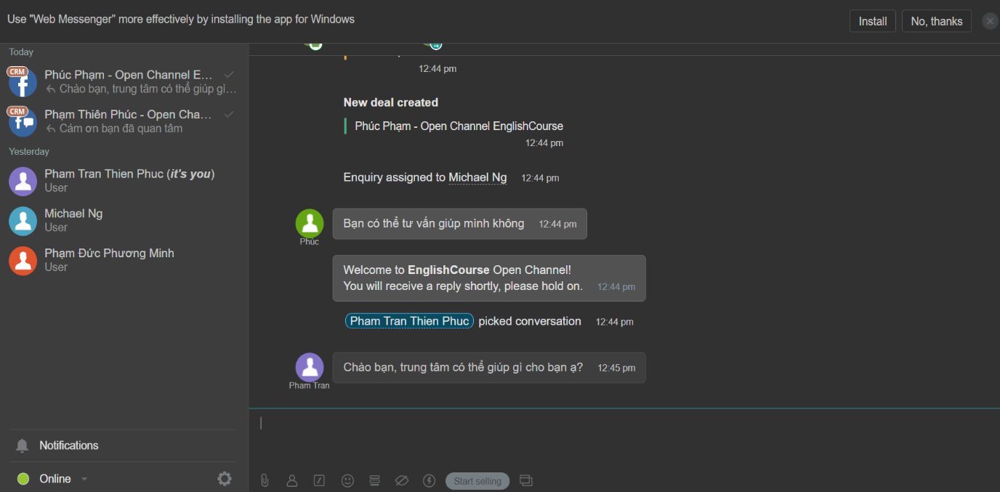 Use "Web Messenger" more effectively by installing the app for Windows
Install
No, thanks
Today
CRM
Phúc Phạm - Open Channel E...
Chào bạn, trung tâm có thể giúp gì...
CRM
Phạm Thiên Phúc - Open Cha...
Cám ơn bạn đã quan tâm
Yesterday
Pham Tran Thien Phuc (it's you)
User
Michael Ng
User
Phạm Đức Phương Minh
User
Notifications
Online
12:44 pm
New deal created
Phúc Phạm - Open Channel EnglishCourse
12:44 pm
Enquiry assigned to Michael Ng 12:44 pm
Bạn có thể tư vấn giúp mình không 12:44 pm
Phúc
Welcome to EnglishCourse Open Channel!
You will receive a reply shortly, please hold on. 12:44 pm
Pham Tran Thien Phuc picked conversation 12:44 pm
Chào bạn, trung tâm có thể giúp gì cho bạn ạ? 12:45 pm
Pham Tran
Start selling